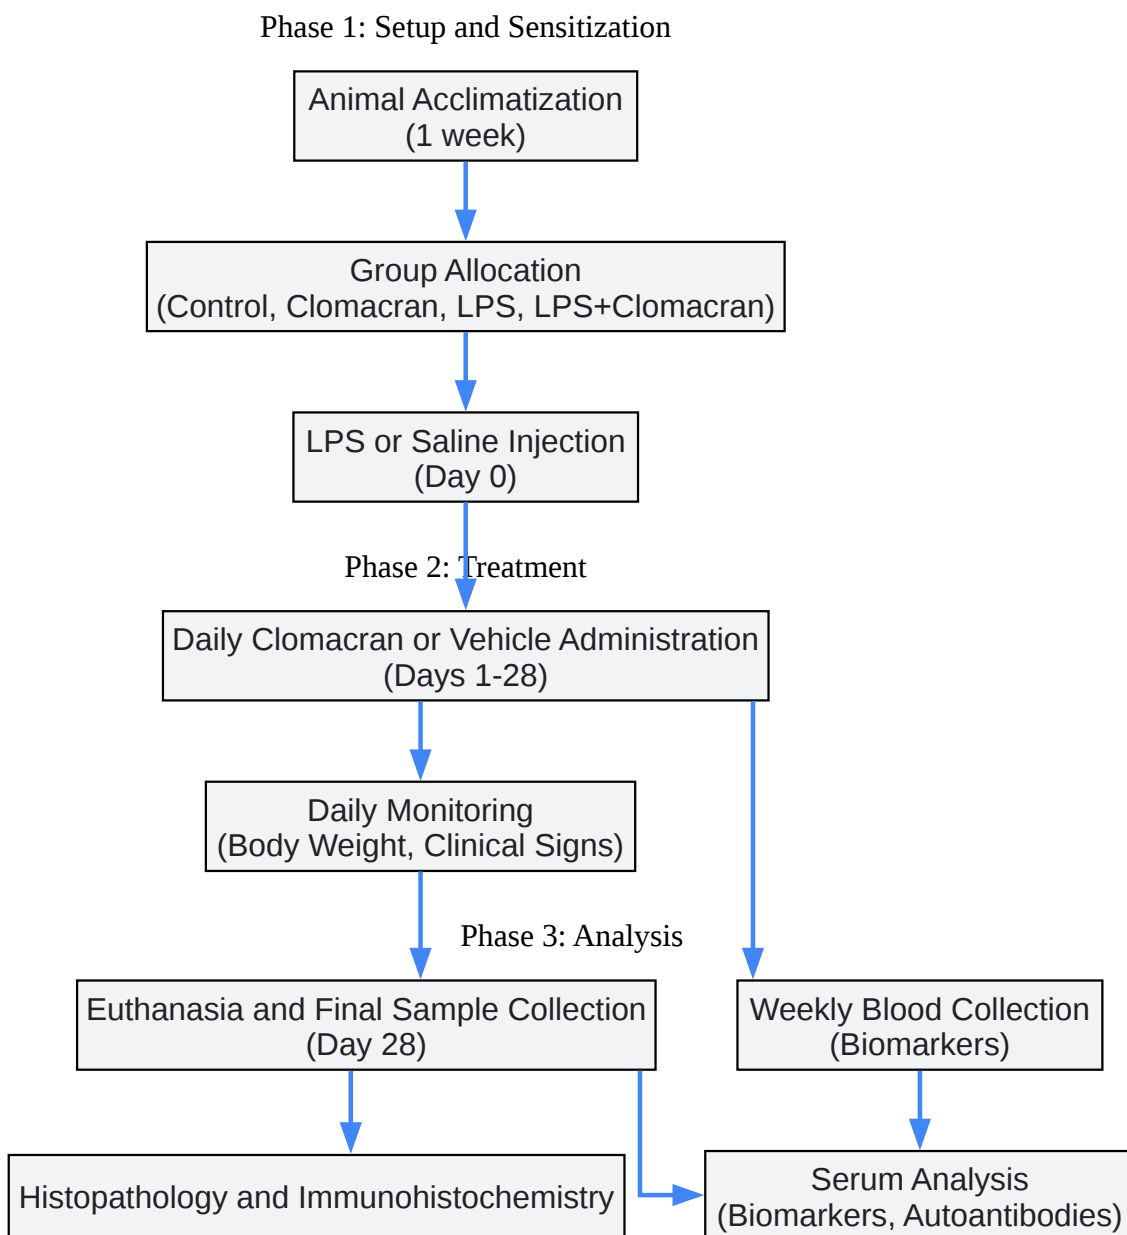 Phase 1: Setup and Sensitization
Animal Acclimatization
(1 week)
Group Allocation
(Control, Clomacran, LPS, LPS+Clomacran)
LPS or Saline Injection
(Day 0)
Phase 2: Treatment
Daily Clomacran or Vehicle Administration
(Days 1-28)
Daily Monitoring
(Body Weight, Clinical Signs)
Phase 3: Analysis
Euthanasia and Final Sample Collection
(Day 28)
Weekly Blood Collection
(Biomarkers)
Histopathology and Immunohistochemistry
Serum Analysis
(Biomarkers, Autoantibodies)